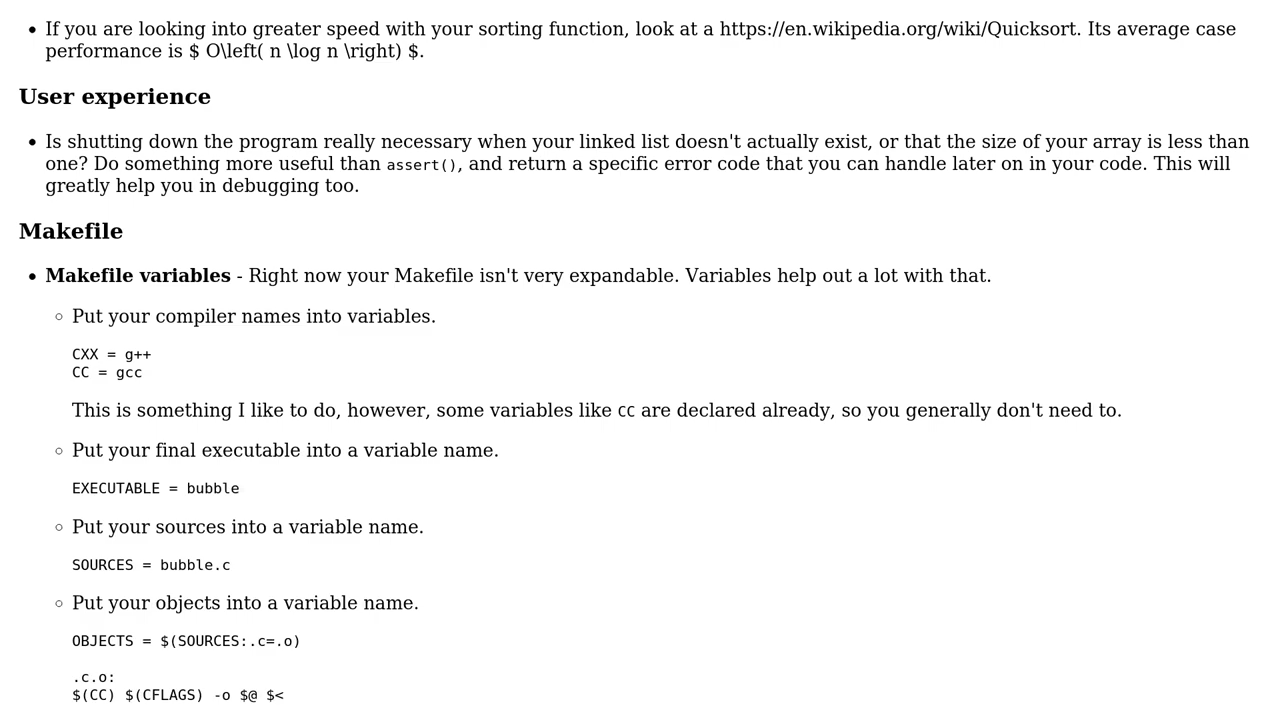 • If you are looking into greater speed with your sorting function, look at a https://en.wikipedia.org/wiki/Quicksort. Its average case
performance is $ O\left( n \log n \right) $.
User experience
• Is shutting down the program really necessary when your linked list doesn't actually exist, or that the size of your array is less than
one? Do something more useful than assert(), and return a specific error code that you can handle later on in your code. This will
greatly help you in debugging too.
Makefile
• Makefile variables - Right now your Makefile isn't very expandable. Variables help out a lot with that.
◦ Put your compiler names into variables.
CXX = g++
CC = gcc
This is something I like to do, however, some variables like CC are declared already, so you generally don't need to.
◦ Put your final executable into a variable name.
EXECUTABLE = bubble
◦ Put your sources into a variable name.
SOURCES = bubble.c
◦ Put your objects into a variable name.
OBJECTS = $(SOURCES:.c=.o)
.c.o:
$(CC) $(CFLAGS) -o $@ $<